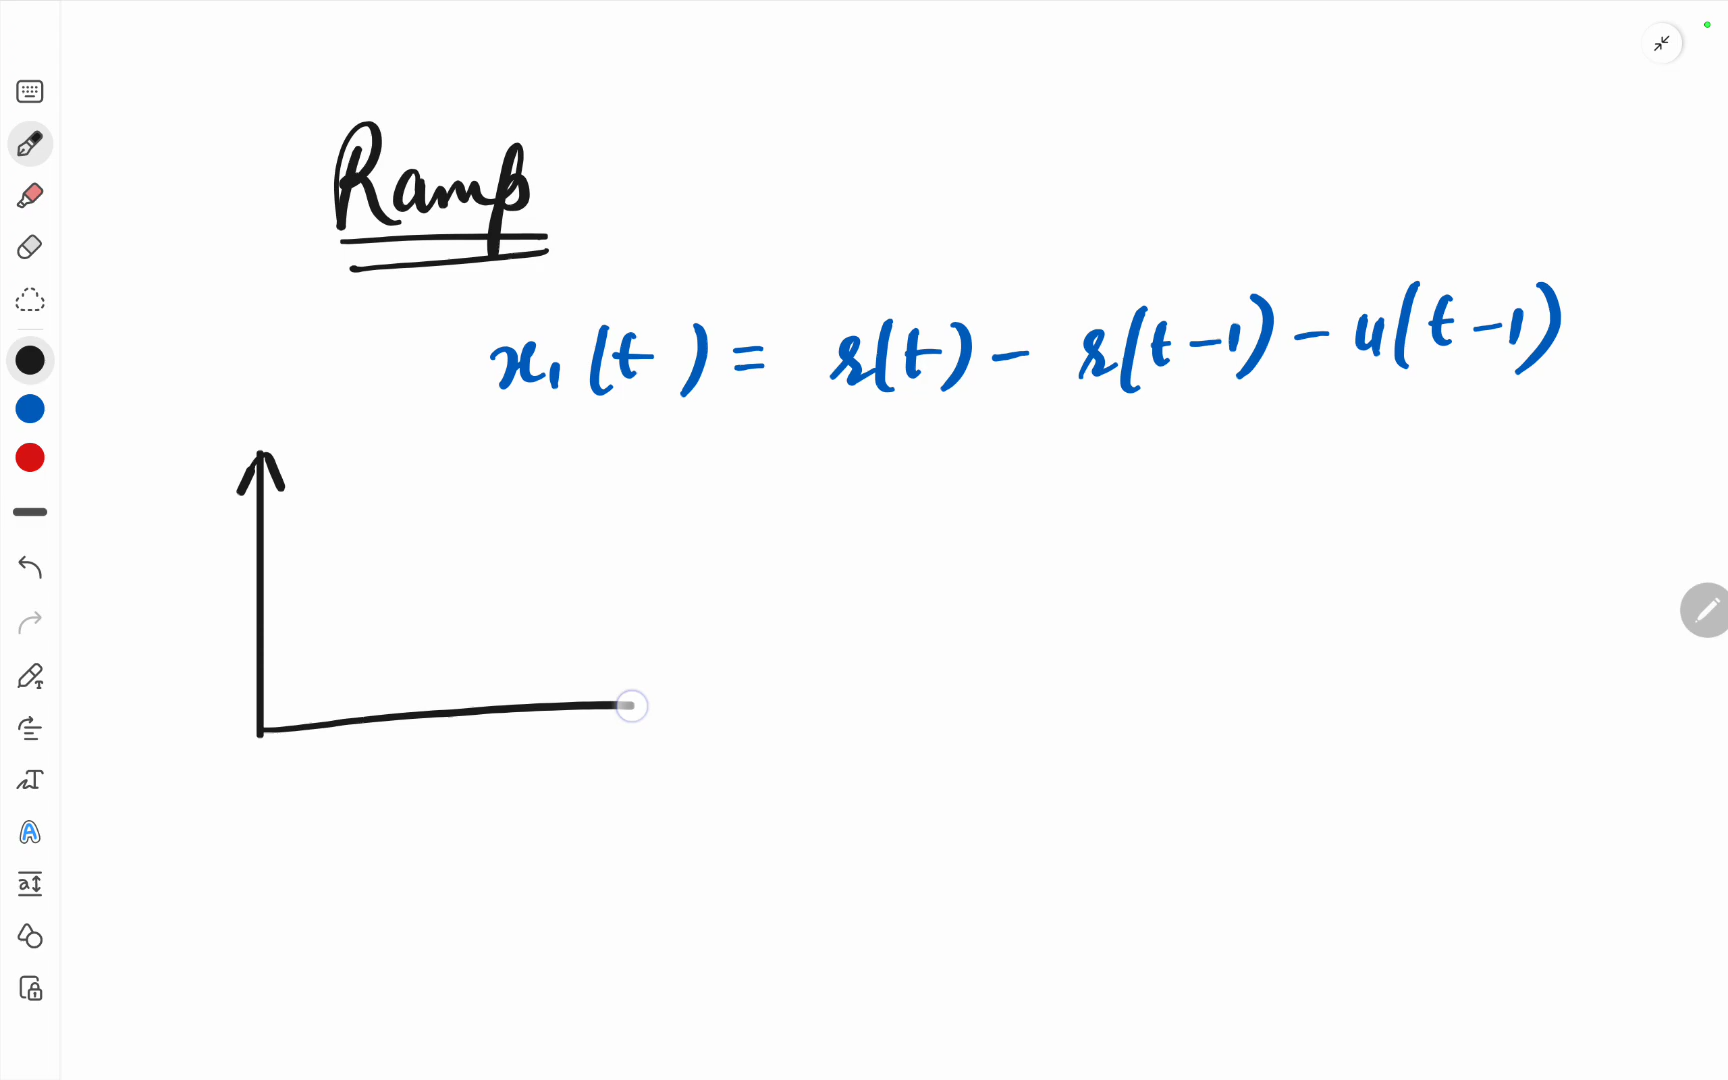 Ramp
x₁(t) = r(t) - r(t-1) - u(t-1)